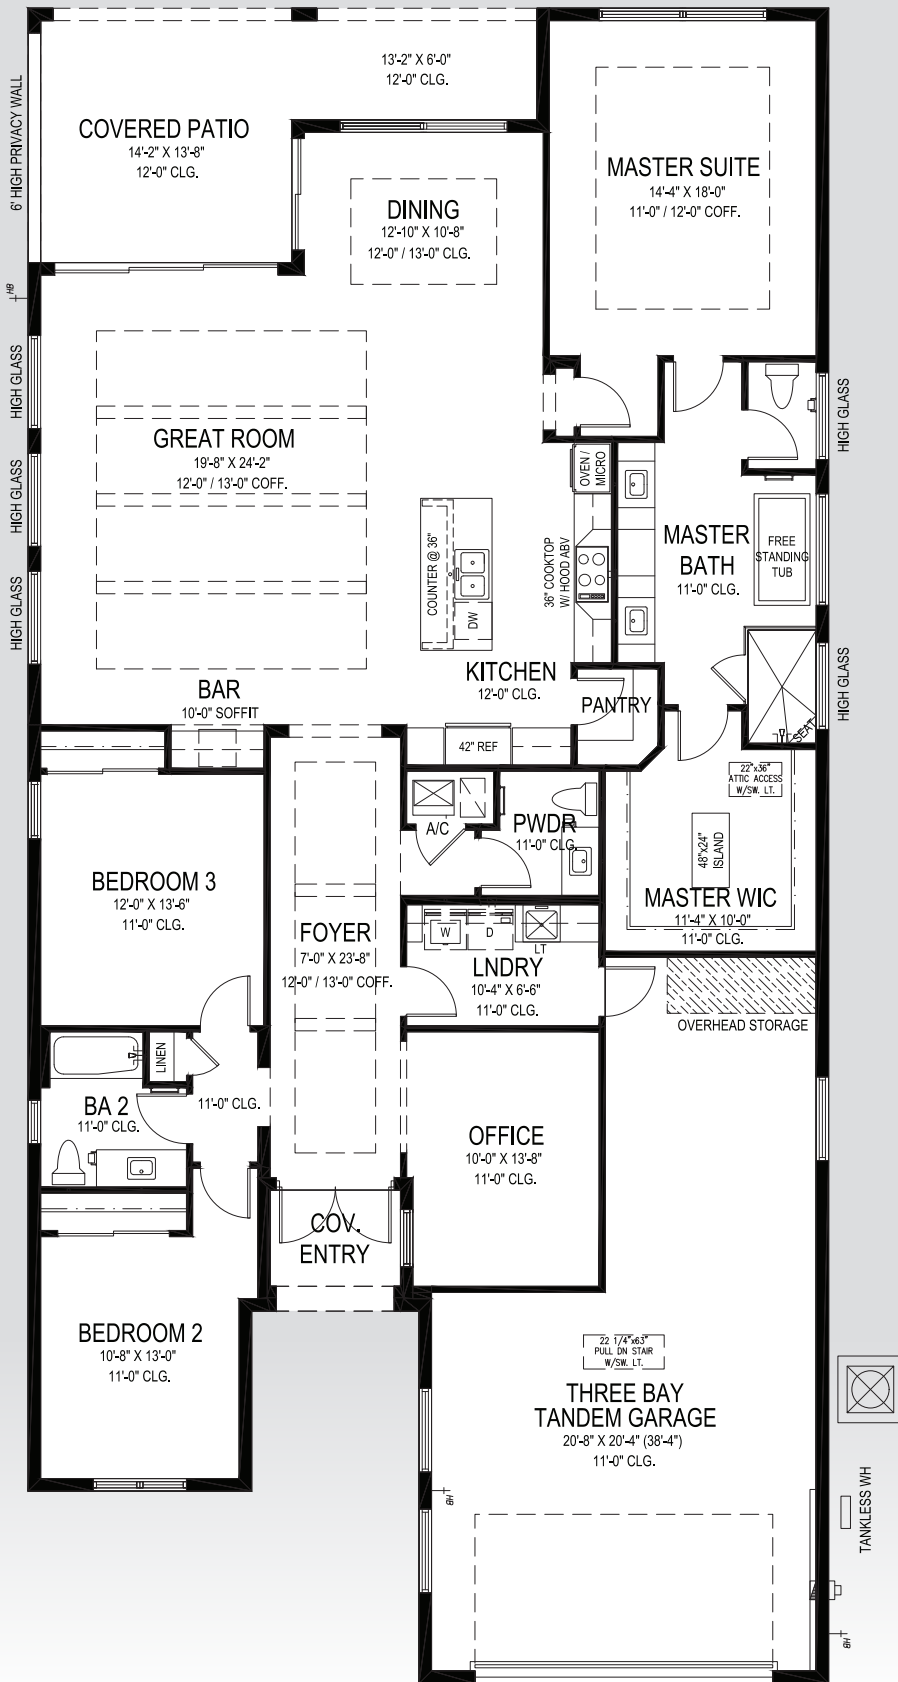 13'-2" X 6'-0"
12'-0" CLG.
6' HIGH PRIVACY WALL
COVERED PATIO
14'-2" X 13'-8"
12'-0" CLG.
MASTER SUITE
14'-4" X 18'-0"
11'-0" / 12'-0" COFF.
DINING
12'-10" X 10'-8"
12'-0" / 13'-0" CLG.
HB
HIGH GLASS
HIGH GLASS
HIGH GLASS
GREAT ROOM
19'-8" X 24'-2"
12'-0" / 13'-0" COFF.
HIGH GLASS
OVEN /
MICRO
COUNTER @ 36"
DW
36" COOKTOP
W/ HOOD ABV
MASTER
BATH
11'-0" CLG.
FREE
STANDING
TUB
KITCHEN
12'-0" CLG.
HIGH GLASS
BAR
10'-0" SOFFIT
PANTRY
SEAT
42" REF
22"x36"
ATTIC ACCESS
W/SW. LT.
A/C
PWDR
11'-0" CLG.
48"x24"
ISLAND
BEDROOM 3
12'-0" X 13'-6"
11'-0" CLG.
MASTER WIC
11'-4" X 10'-0"
11'-0" CLG.
FOYER
7'-0" X 23'-8"
12'-0" / 13'-0" COFF.
W
D
LT
LNDRY
10'-4" X 6'-6"
11'-0" CLG.
OVERHEAD STORAGE
LINEN
BA 2
11'-0" CLG.
11'-0" CLG.
OFFICE
10'-0" X 13'-8"
11'-0" CLG.
COV.
ENTRY
BEDROOM 2
10'-8" X 13'-0"
11'-0" CLG.
22 1/4"x63"
PULL DN STAIR
W/SW. LT.
THREE BAY
TANDEM GARAGE
20'-8" X 20'-4" (38'-4")
11'-0" CLG.
HB
TANKLESS WH
HB